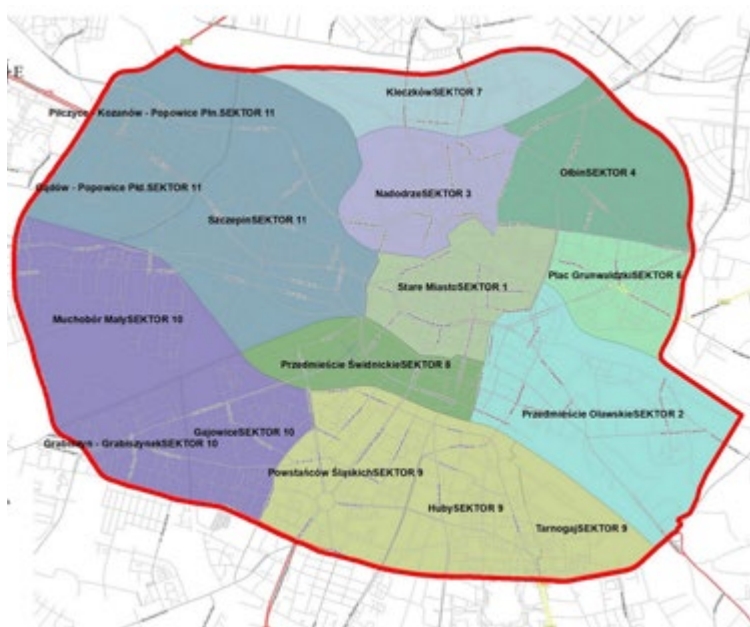 KleczkówSEKTOR 7
Pilczyce - Kozanów - Popowice Płn.SEKTOR 11
OłbinSEKTOR 4
Gądów - Popowice Płd.SEKTOR 11
NadodrzeSEKTOR 3
SzczepinSEKTOR 11
Plac GrunwaldzkiSEKTOR 6
Stare MiastoSEKTOR 1
Muchobór MałySEKTOR 10
Przedmieście ŚwidnickieSEKTOR 8
Przedmieście OławskieSEKTOR 2
GajowiceSEKTOR 10
Grabiszyn - GrabiszynekSEKTOR 10
Powstańców ŚląskichSEKTOR 9
HubySEKTOR 9
TarnogajSEKTOR 9